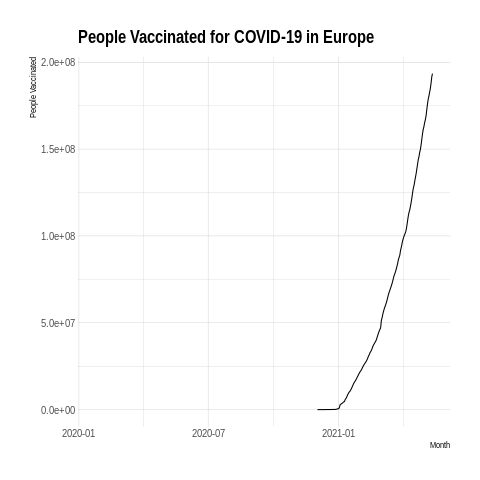 People Vaccinated for COVID-19 in Europe
People Vaccinated
2.0e+08
1.5e+08
1.0e+08
5.0e+07
0.0e+00
2020-01
2020-07
2021-01
Month